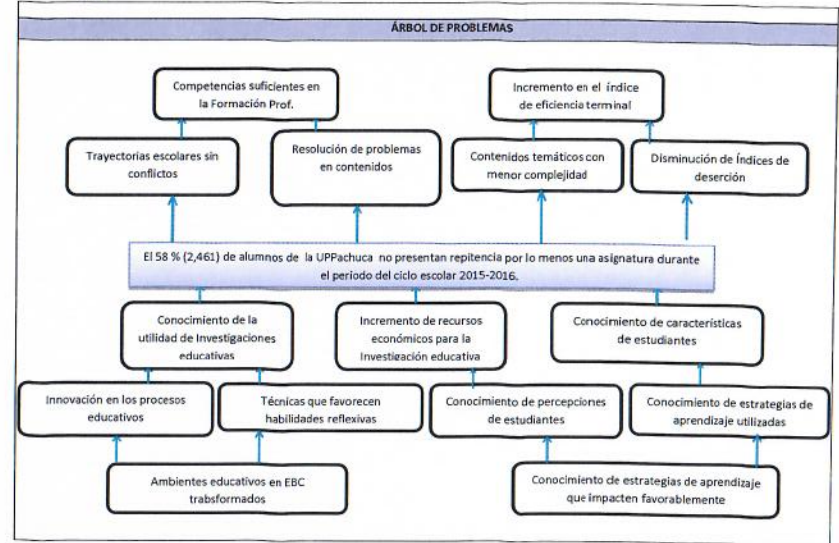 ÁRBOL DE PROBLEMAS
Competencias suficientes en
la Formación Prof.
Incremento en el índice
de eficiencia terminal
Trayectorias escolares sin
conflictos
Resolución de problemas
en contenidos
Contenidos temáticos con
menor complejidad
Disminución de Índices de
deserción
El 58 % (2,461) de alumnos de la UPPachuca no presentan repitencia por lo menos una asignatura durante
el periodo del ciclo escolar 2015-2016.
Conocimiento de la
utilidad de Investigaciones
educativas
Incremento de recursos
económicos para la
Investigación educativa
Conocimiento de características
de estudiantes
Innovación en los procesos
educativos
Técnicas que favorecen
habilidades reflexivas
Conocimiento de percepciones
de estudiantes
Conocimiento de estrategias de
aprendizaje utilizadas
Ambientes educativos en EBC
trabsformados
Conocimiento de estrategias de aprendizaje
que impacten favorablemente